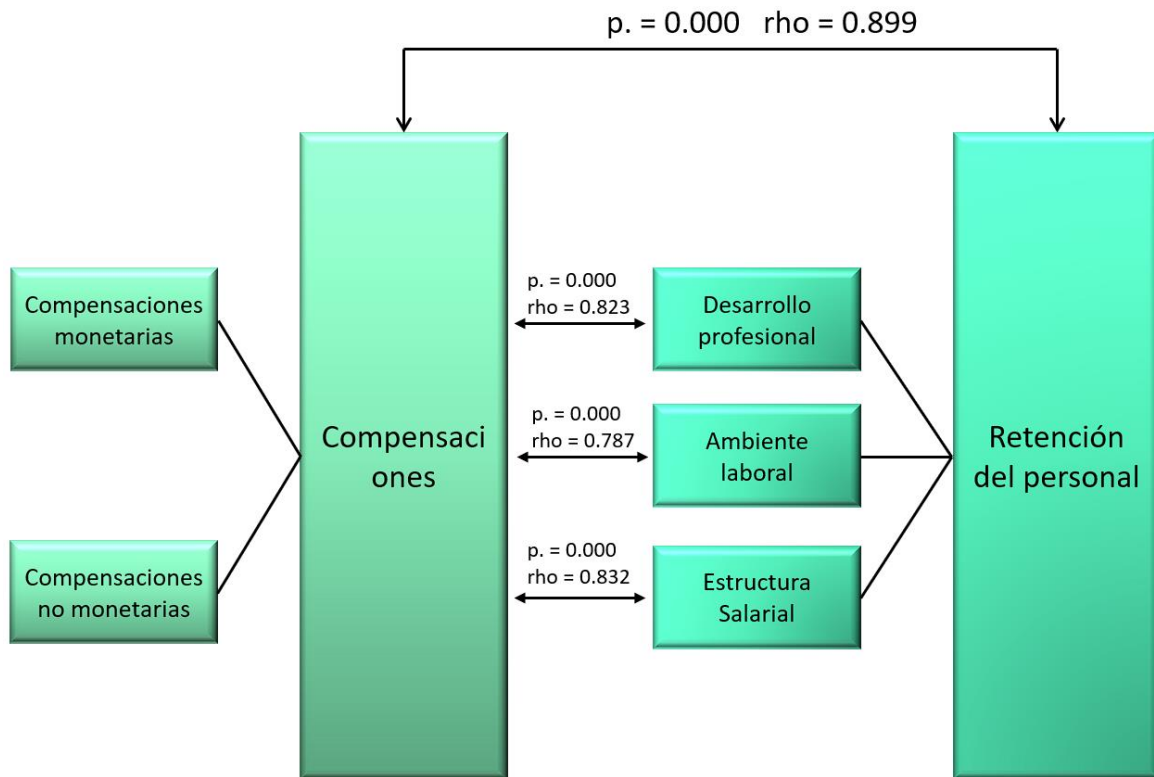 p. = 0.000   rho = 0.899
Compensaciones
monetarias
Compensaciones
no monetarias
Compensaci
ones
p. = 0.000
rho = 0.823
p. = 0.000
rho = 0.787
p. = 0.000
rho = 0.832
Desarrollo
profesional
Ambiente
laboral
Estructura
Salarial
Retención
del personal